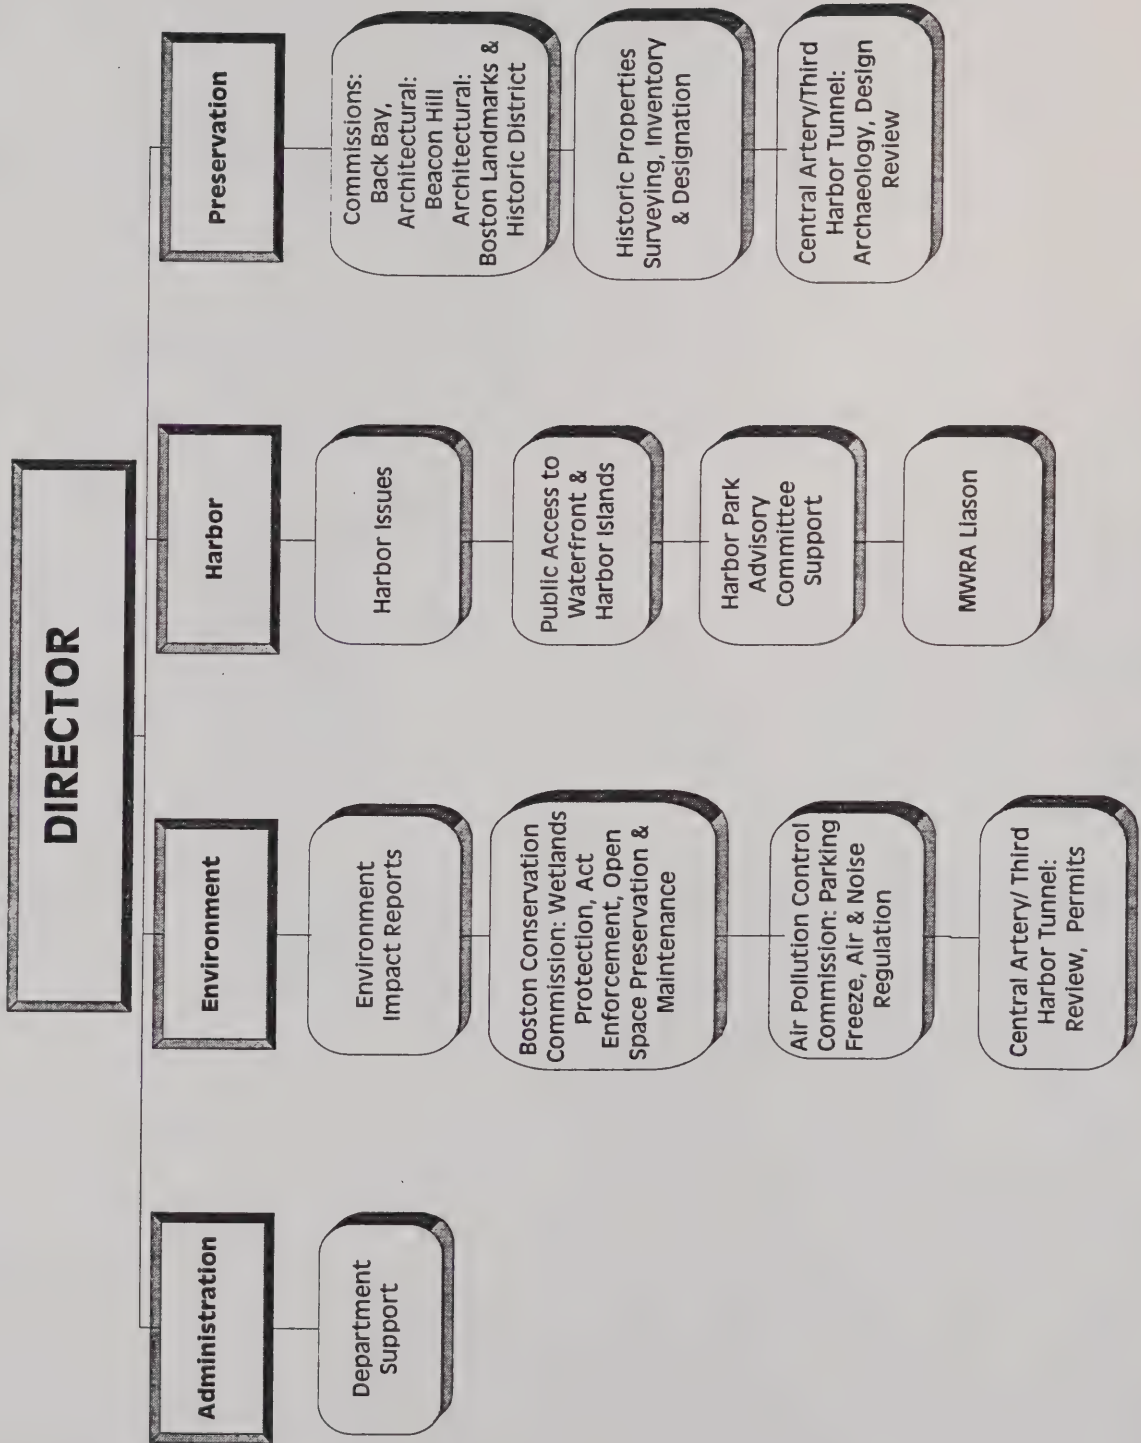 DIRECTOR
Administration
Department
Support
Environment
Environment
Impact Reports
Boston Conservation
Commission: Wetlands
Protection, Act
Enforcement, Open
Space Preservation &
Maintenance
Air Pollution Control
Commission: Parking
Freeze, Air & Noise
Regulation
Central Artery/ Third
Harbor Tunnel:
Review, Permits
Harbor
Harbor Issues
Public Access to
Waterfront &
Harbor Islands
Harbor Park
Advisory
Committee
Support
MWRA Liason
Preservation
Commissions:
Back Bay,
Architectural:
Beacon Hill
Architectural:
Boston Landmarks &
Historic District
Historic Properties
Surveying, Inventory
& Designation
Central Artery/Third
Harbor Tunnel:
Archaeology, Design
Review